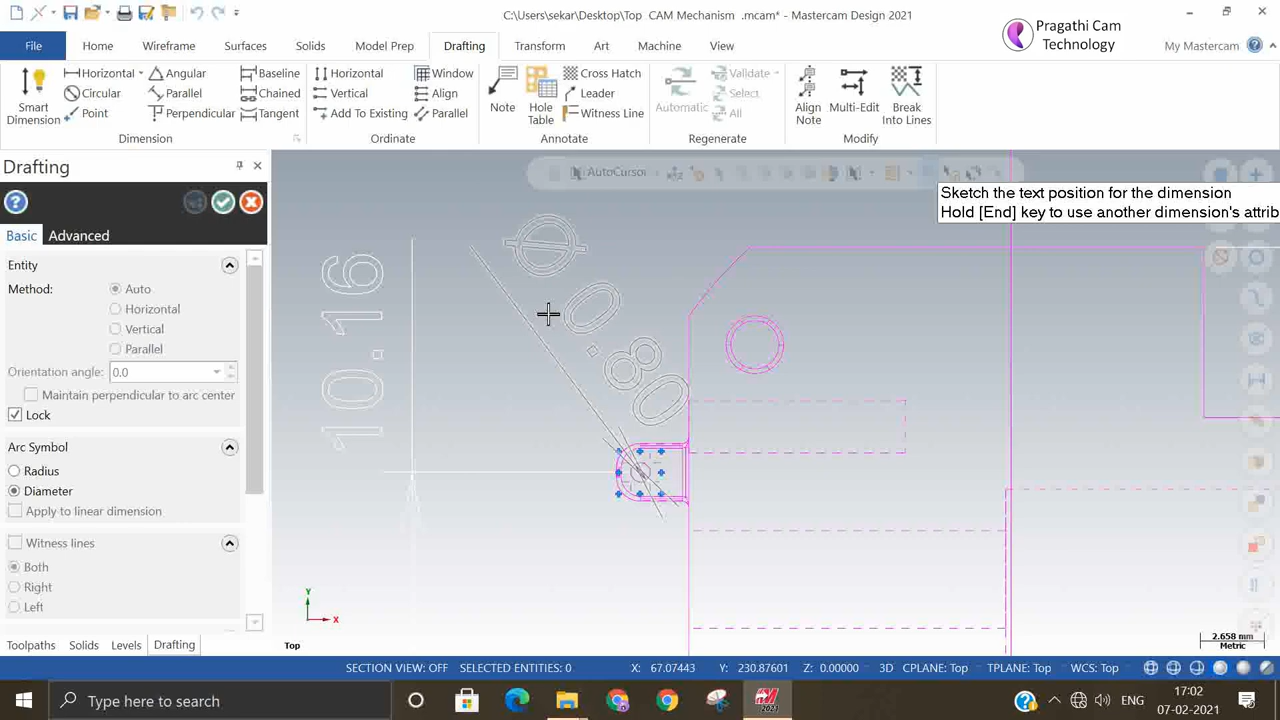 C:\Users\sekar\Desktop\Top CAM Mechanism .mcam* - Mastercam Design 2021
Pragathi Cam
Technology
File Home Wireframe Surfaces Solids Model Prep Drafting Transform Art Machine View My Mastercam
Smart Dimension
Horizontal
Circular
Point
Angular
Parallel
Perpendicular
Baseline
Chained
Tangent
Dimension
Horizontal
Vertical
Add To Existing
Window
Align
Parallel
Ordinate
Note
Hole Table
Cross Hatch
Leader
Witness Line
Annotate
Automatic
Validate
Select
All
Regenerate
Align Note
Multi-Edit
Break Into Lines
Modify
Drafting
Basic Advanced
Entity
Method: Auto
Horizontal
Vertical
Parallel
Orientation angle: 0.0
Maintain perpendicular to arc center
Lock
Arc Symbol
Radius
Diameter
Apply to linear dimension
Witness lines
Both
Right
Left
Toolpaths Solids Levels Drafting
AutoCursor
Sketch the text position for the dimension
Hold [End] key to use another dimension's attrib
10.16
Ø 0.80
Y
X
Top
2.658 mm
Metric
SECTION VIEW: OFF SELECTED ENTITIES: 0 X: 67.07443 Y: 230.87601 Z: 0.00000 3D CPLANE: Top TPLANE: Top WCS: Top
Type here to search
ENG
17:02
07-02-2021